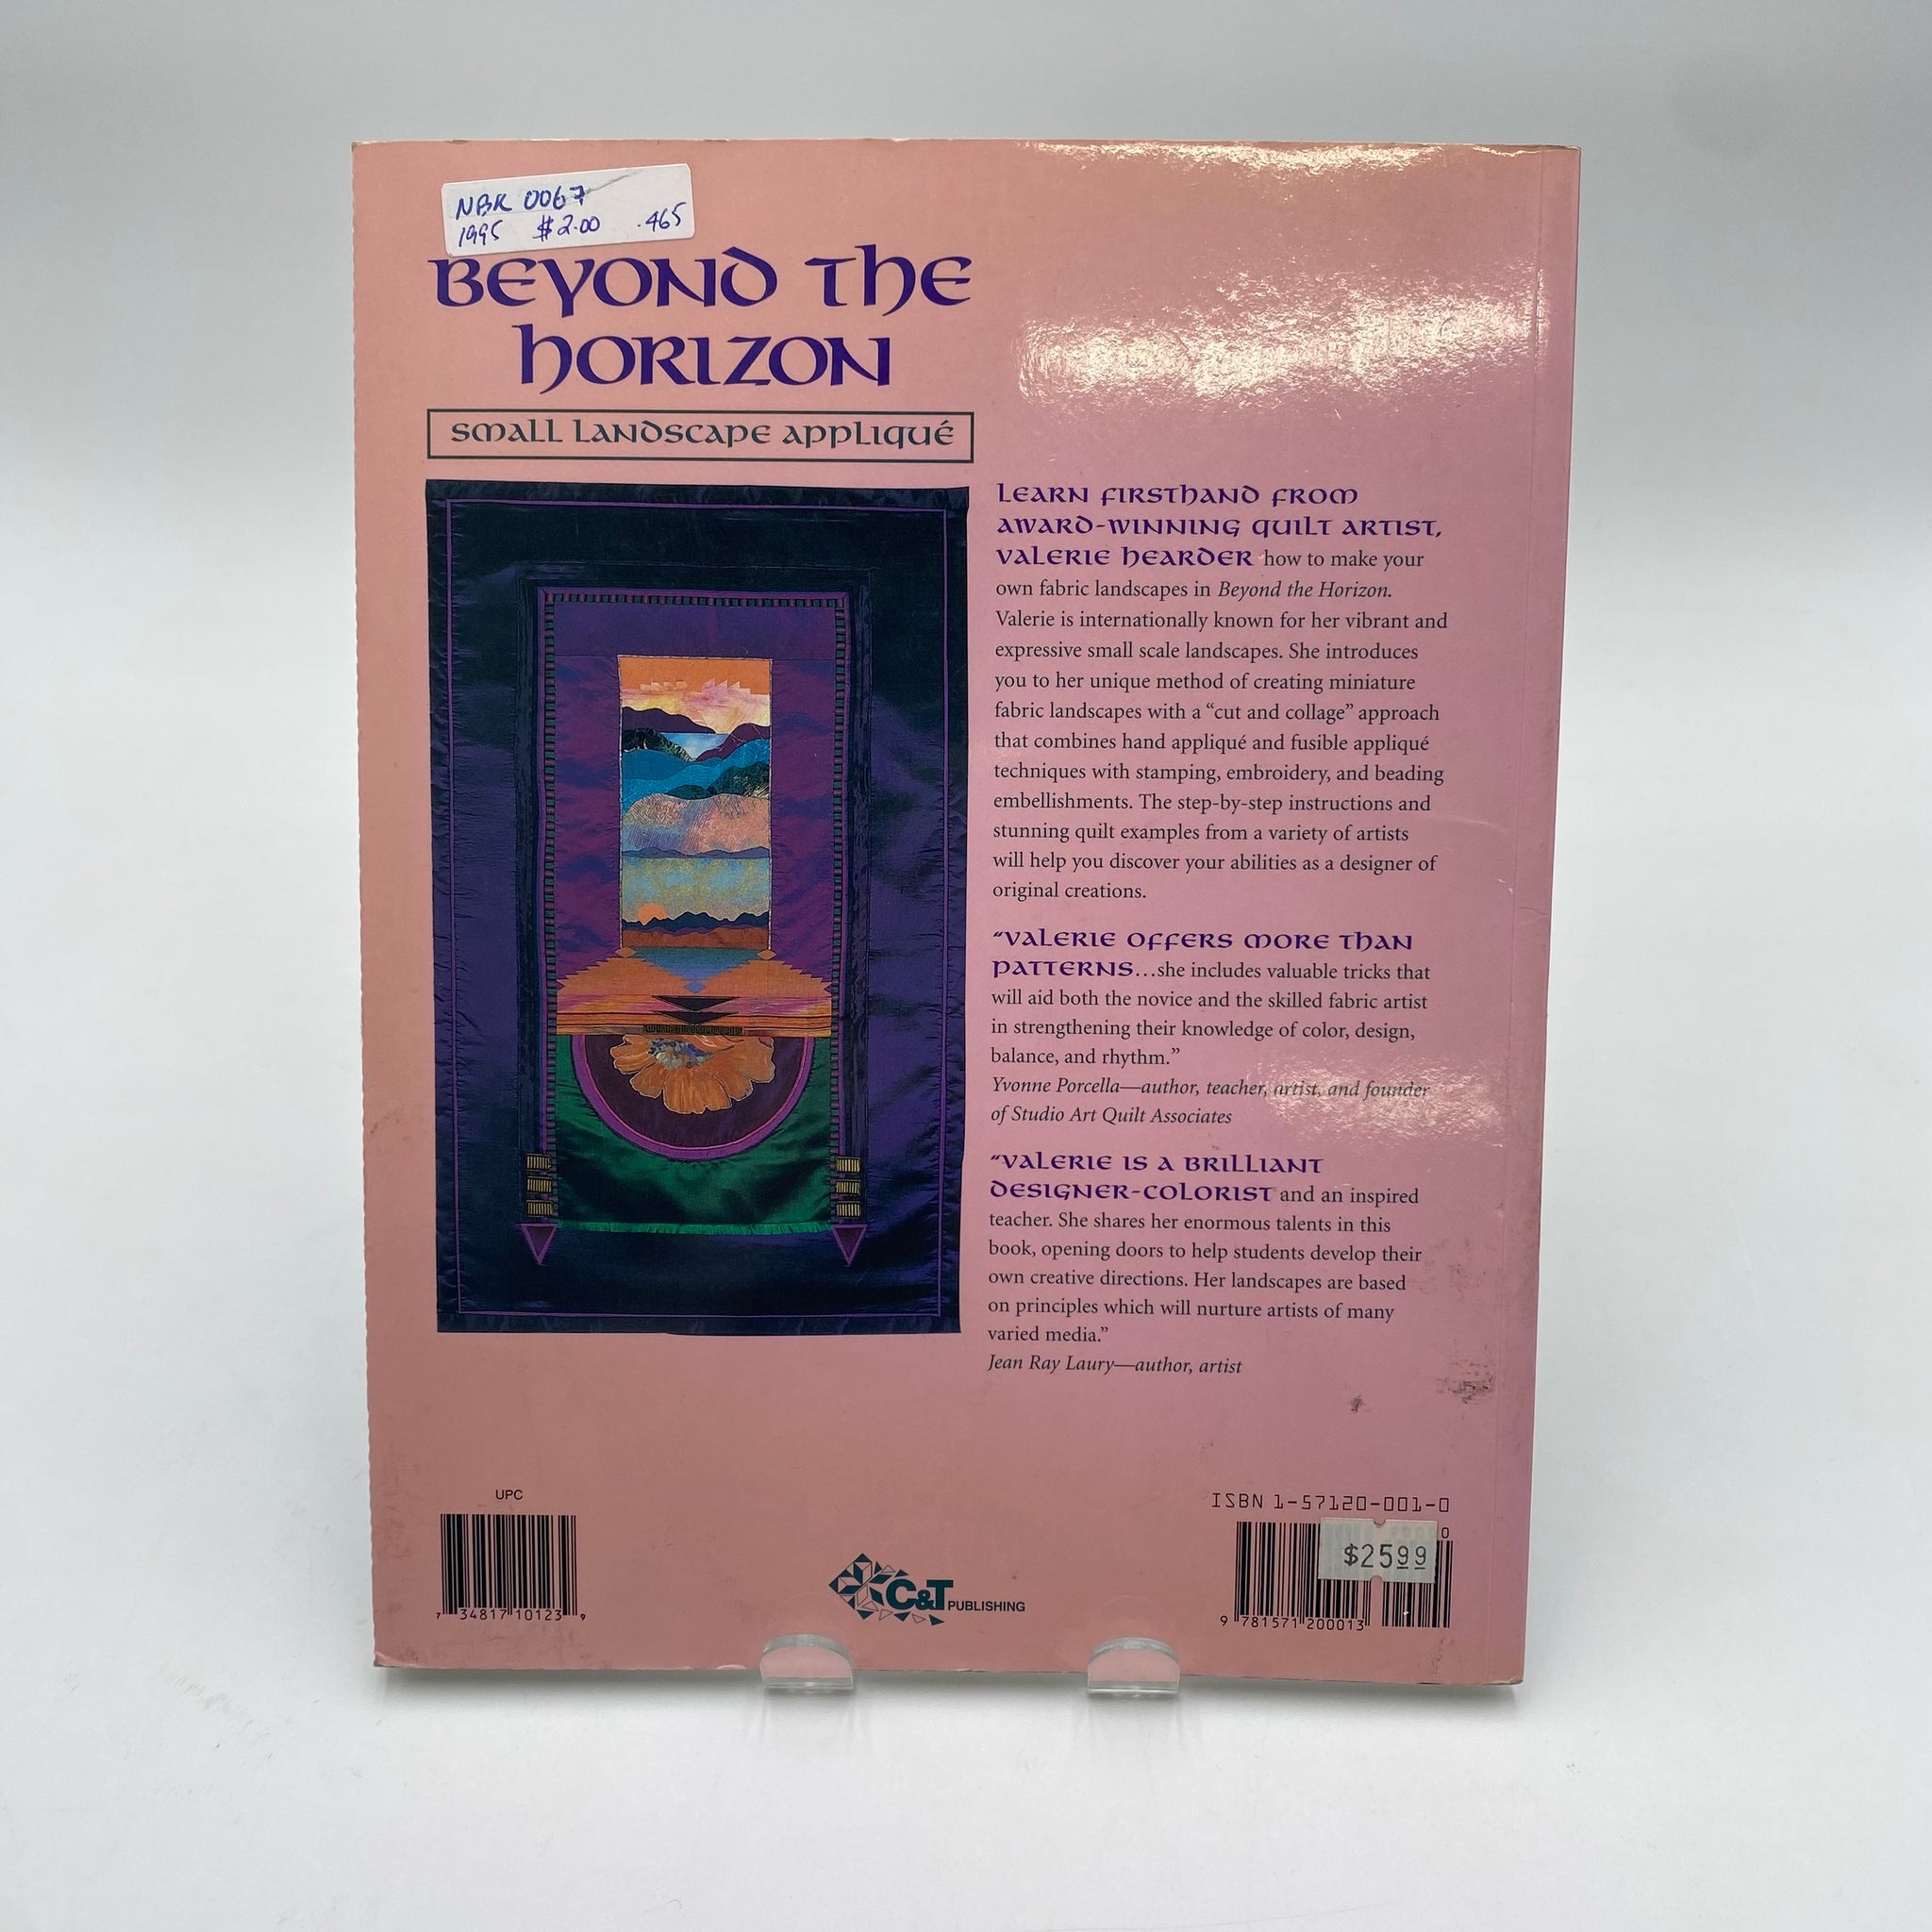 NBR 0067
1995 $2.00 .465
BEYOND THE
HORIZON
SMALL LANDSCAPE APPLIQUÉ
LEARN FIRSTHAND FROM
AWARD-WINNING QUILT ARTIST,
VALERIE HEARDER how to make your
own fabric landscapes in Beyond the Horizon.
Valerie is internationally known for her vibrant and
expressive small scale landscapes. She introduces
you to her unique method of creating miniature
fabric landscapes with a “cut and collage” approach
that combines hand appliqué and fusible appliqué
techniques with stamping, embroidery, and beading
embellishments. The step-by-step instructions and
stunning quilt examples from a variety of artists
will help you discover your abilities as a designer of
original creations.
“VALERIE OFFERS MORE THAN
PATTERNS…she includes valuable tricks that
will aid both the novice and the skilled fabric artist
in strengthening their knowledge of color, design,
balance, and rhythm.”
Yvonne Porcella—author, teacher, artist, and founder
of Studio Art Quilt Associates
“VALERIE IS A BRILLIANT
DESIGNER-COLORIST and an inspired
teacher. She shares her enormous talents in this
book, opening doors to help students develop their
own creative directions. Her landscapes are based
on principles which will nurture artists of many
varied media.”
Jean Ray Laury—author, artist
UPC
7 34817 10123 9
C&T PUBLISHING
ISBN 1-57120-001-0
0
$25.99
9 781571 200013